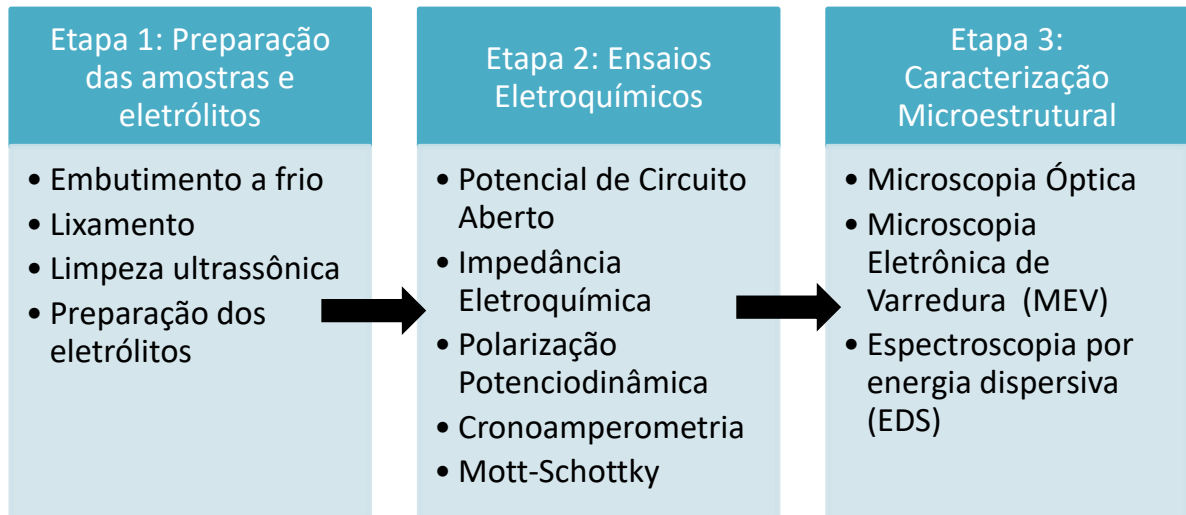 Etapa 1: Preparação
das amostras e
eletrólitos
• Embutimento a frio
• Lixamento
• Limpeza ultrassônica
• Preparação dos
eletrólitos
Etapa 2: Ensaios
Eletroquímicos
• Potencial de Circuito
Aberto
• Impedância
Eletroquímica
• Polarização
Potenciodinâmica
• Cronoamperometria
• Mott-Schottky
Etapa 3:
Caracterização
Microestrutural
• Microscopia Óptica
• Microscopia
Eletrônica de
Varredura (MEV)
• Espectroscopia por
energia dispersiva
(EDS)